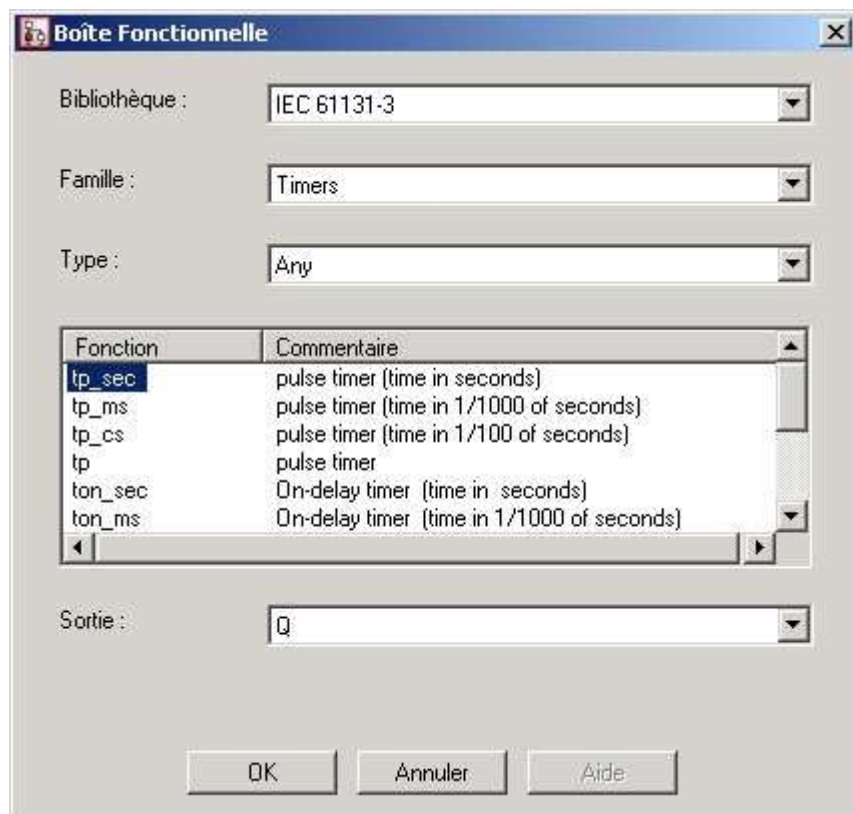 Boîte Fonctionnelle
Bibliothèque : IEC 61131-3
Famille : Timers
Type : Any
Fonction Commentaire
tp_sec pulse timer (time in seconds)
tp_ms pulse timer (time in 1/1000 of seconds)
tp_cs pulse timer (time in 1/100 of seconds)
tp pulse timer
ton_sec On-delay timer (time in seconds)
ton_ms On-delay timer (time in 1/1000 of seconds)
Sortie : Q
OK Annuler Aide